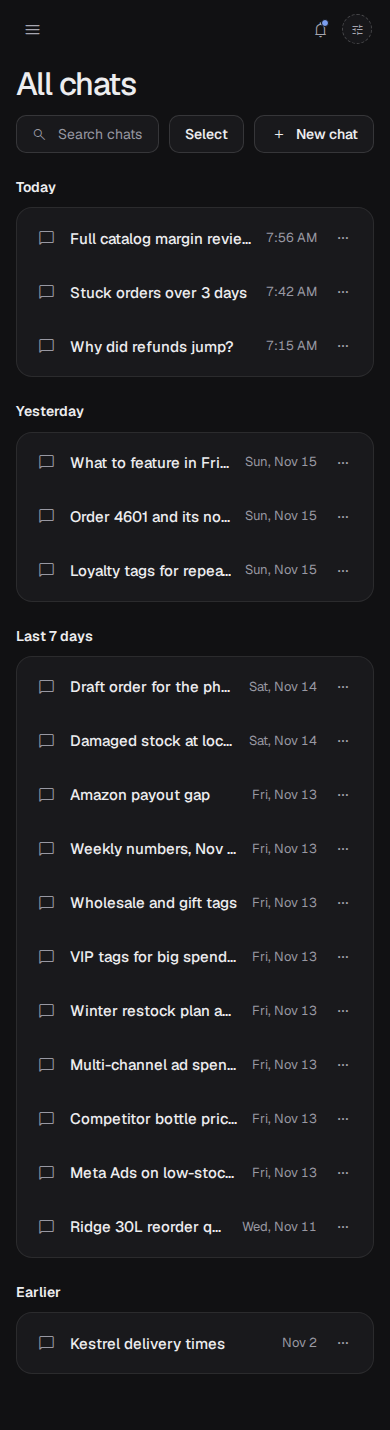 All chats
Search chats
Select
+ New chat
Today
Full catalog margin revie... 7:56 AM
Stuck orders over 3 days 7:42 AM
Why did refunds jump? 7:15 AM
Yesterday
What to feature in Fri... Sun, Nov 15
Order 4601 and its no... Sun, Nov 15
Loyalty tags for repea... Sun, Nov 15
Last 7 days
Draft order for the ph... Sat, Nov 14
Damaged stock at loc... Sat, Nov 14
Amazon payout gap Fri, Nov 13
Weekly numbers, Nov ... Fri, Nov 13
Wholesale and gift tags Fri, Nov 13
VIP tags for big spend... Fri, Nov 13
Winter restock plan a... Fri, Nov 13
Multi-channel ad spen... Fri, Nov 13
Competitor bottle pric... Fri, Nov 13
Meta Ads on low-stoc... Fri, Nov 13
Ridge 30L reorder q... Wed, Nov 11
Earlier
Kestrel delivery times Nov 2